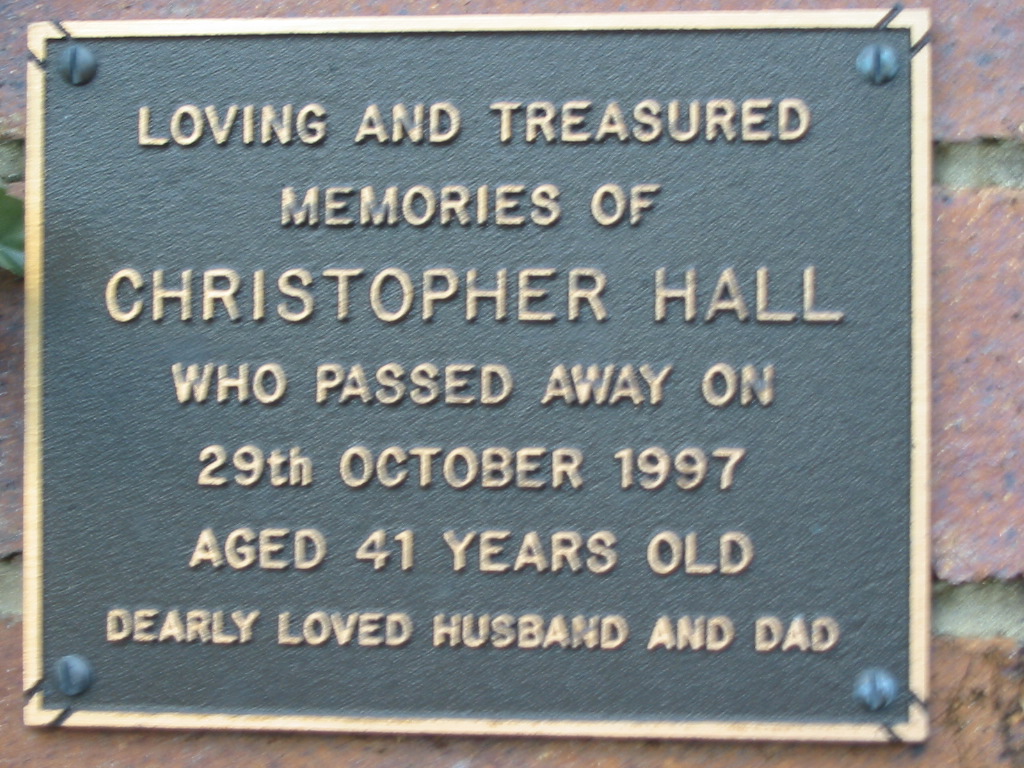 LOVING AND TREASURED
MEMORIES OF
CHRISTOPHER HALL
WHO PASSED AWAY ON
29th OCTOBER 1997
AGED 41 YEARS OLD
DEARLY LOVED HUSBAND AND DAD